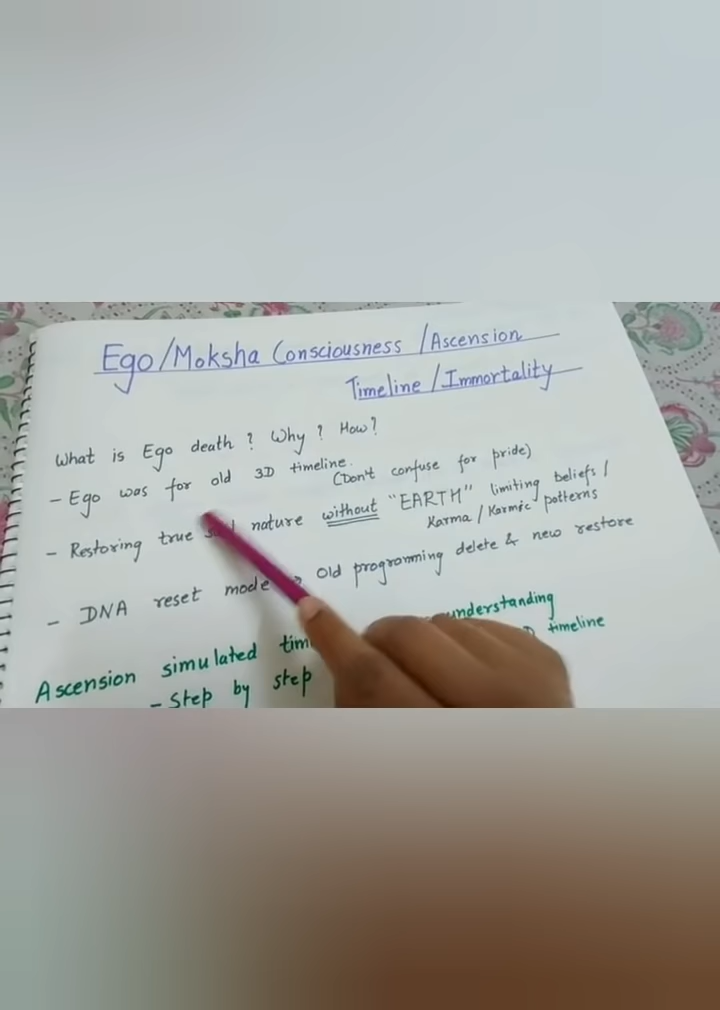 Ego/Moksha Consciousness /Ascension
Timeline/Immortality
What is Ego death? Why? How?
- Ego was for old 3D timeline.
(Don't confuse for pride)
- Restoring true nature without "EARTH" limiting beliefs/
Karma/Karmic patterns
- DNA reset mode Old programming delete & new restore
Ascension simulated understanding
- Step by step timeline